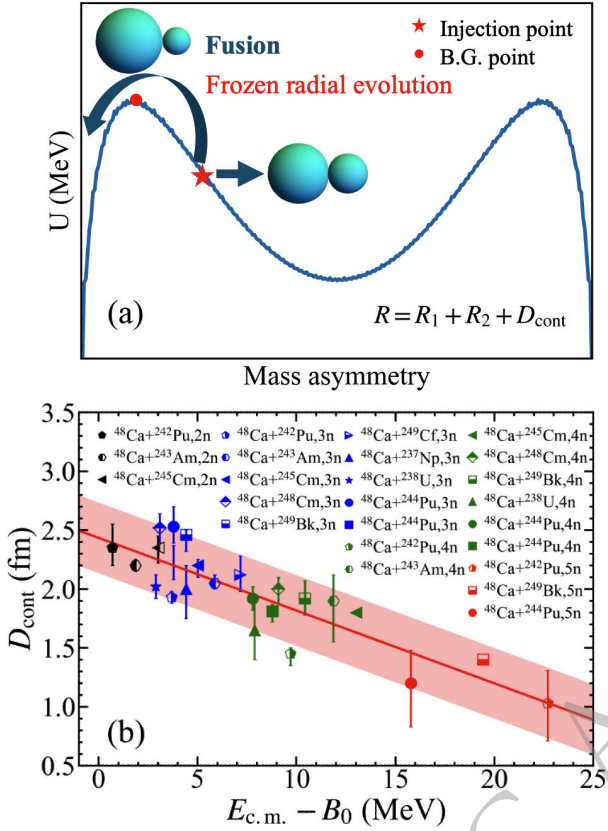 Injection point
B.G. point
Fusion
Frozen radial evolution
U (MeV)
(a)
R = R₁ + R₂ + D_cont
Mass asymmetry
3.5
3.0
2.5
2.0
1.5
1.0
0.5
D_cont (fm)
⁴⁸Ca+²⁴²Pu,2n
⁴⁸Ca+²⁴³Am,2n
⁴⁸Ca+²⁴⁵Cm,2n
⁴⁸Ca+²⁴²Pu,3n
⁴⁸Ca+²⁴³Am,3n
⁴⁸Ca+²⁴⁵Cm,3n
⁴⁸Ca+²⁴⁸Cm,3n
⁴⁸Ca+²⁴⁹Bk,3n
⁴⁸Ca+²⁴⁹Cf,3n
⁴⁸Ca+²³⁷Np,3n
⁴⁸Ca+²³⁸U,3n
⁴⁸Ca+²⁴⁴Pu,3n
⁴⁸Ca+²⁴⁴Pu,3n
⁴⁸Ca+²⁴²Pu,4n
⁴⁸Ca+²⁴³Am,4n
⁴⁸Ca+²⁴⁵Cm,4n
⁴⁸Ca+²⁴⁸Cm,4n
⁴⁸Ca+²⁴⁹Bk,4n
⁴⁸Ca+²³⁸U,4n
⁴⁸Ca+²⁴⁴Pu,4n
⁴⁸Ca+²⁴⁴Pu,4n
⁴⁸Ca+²⁴²Pu,5n
⁴⁸Ca+²⁴⁹Bk,5n
⁴⁸Ca+²⁴⁴Pu,5n
(b)
0 5 10 15 20 25
E_c.m. − B₀ (MeV)